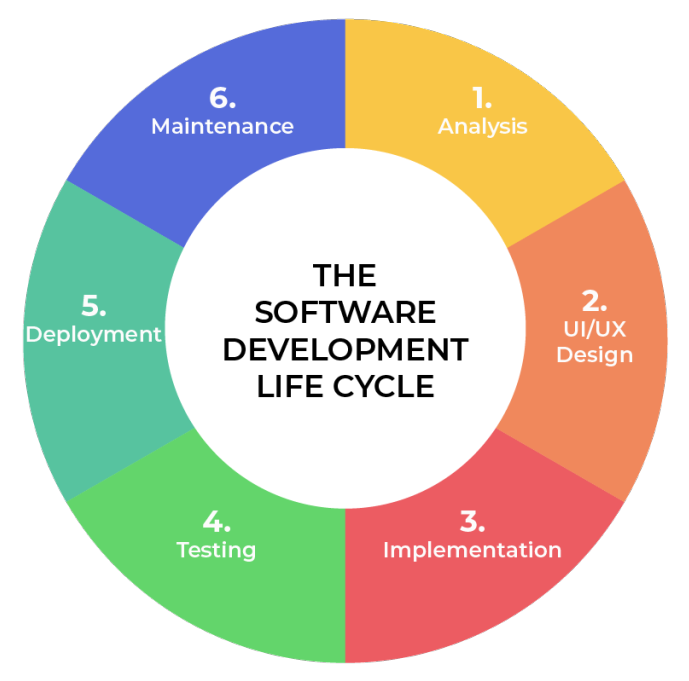 THE
SOFTWARE
DEVELOPMENT
LIFE CYCLE
1.
Analysis
2.
UI/UX
Design
3.
Implementation
4.
Testing
5.
Deployment
6.
Maintenance